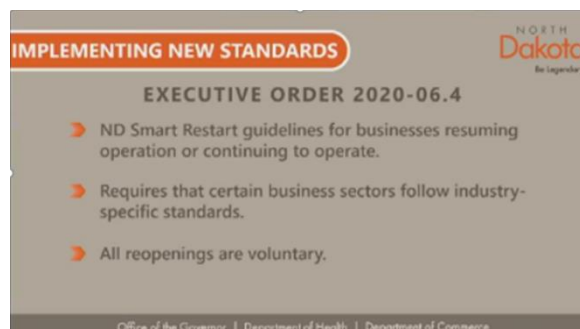 IMPLEMENTING NEW STANDARDS
NORTH
Dakota
Be Legendary
EXECUTIVE ORDER 2020-06.4
ND Smart Restart guidelines for businesses resuming
operation or continuing to operate.
Requires that certain business sectors follow industry-
specific standards.
All reopenings are voluntary.
Office of the Governor | Department of Health | Department of Commerce